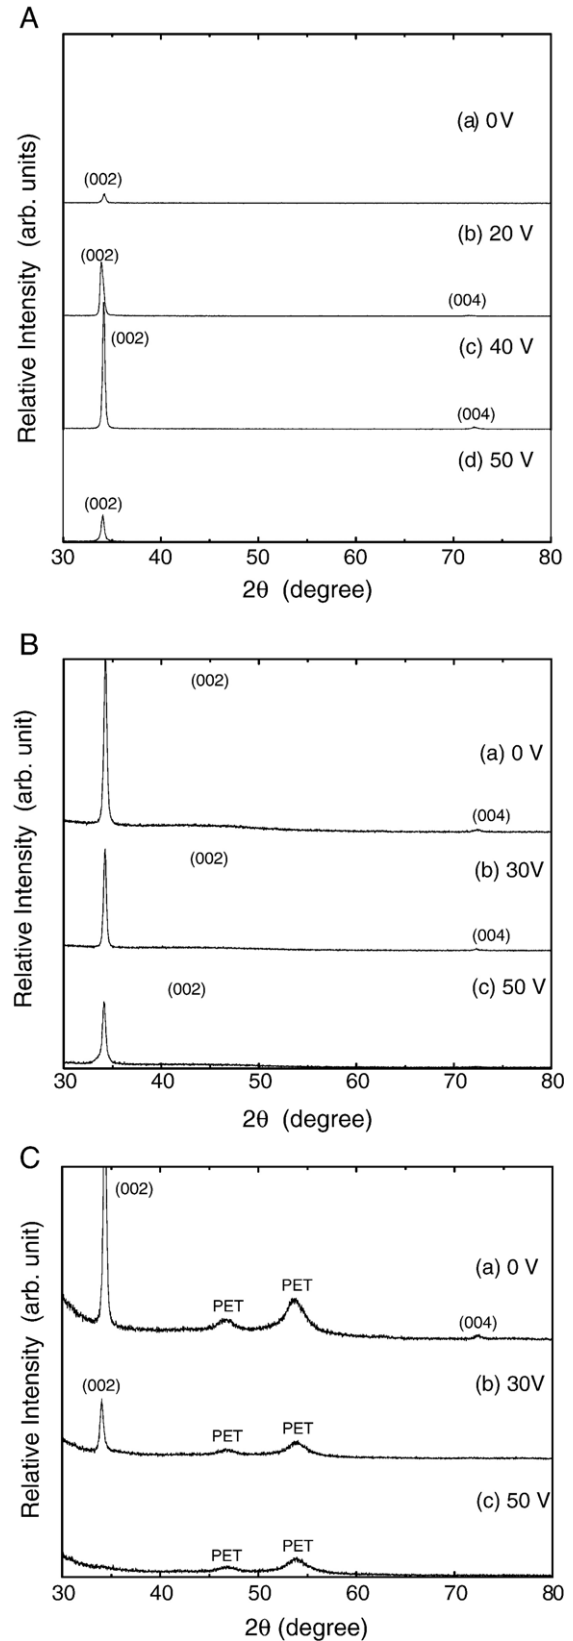 A
Relative Intensity (arb. units)
(a) 0V
(002)
(b) 20 V
(002)
(004)
(002)
(c) 40 V
(004)
(d) 50 V
(002)
30 40 50 60 70 80
2θ (degree)
B
Relative Intensity (arb. unit)
(002)
(a) 0 V
(004)
(002)
(b) 30V
(004)
(c) 50 V
(002)
30 40 50 60 70 80
2θ (degree)
C
Relative Intensity (arb. unit)
(002)
(a) 0 V
PET
PET
(004)
(002)
(b) 30V
PET
PET
(c) 50 V
PET
PET
30 40 50 60 70 80
2θ (degree)